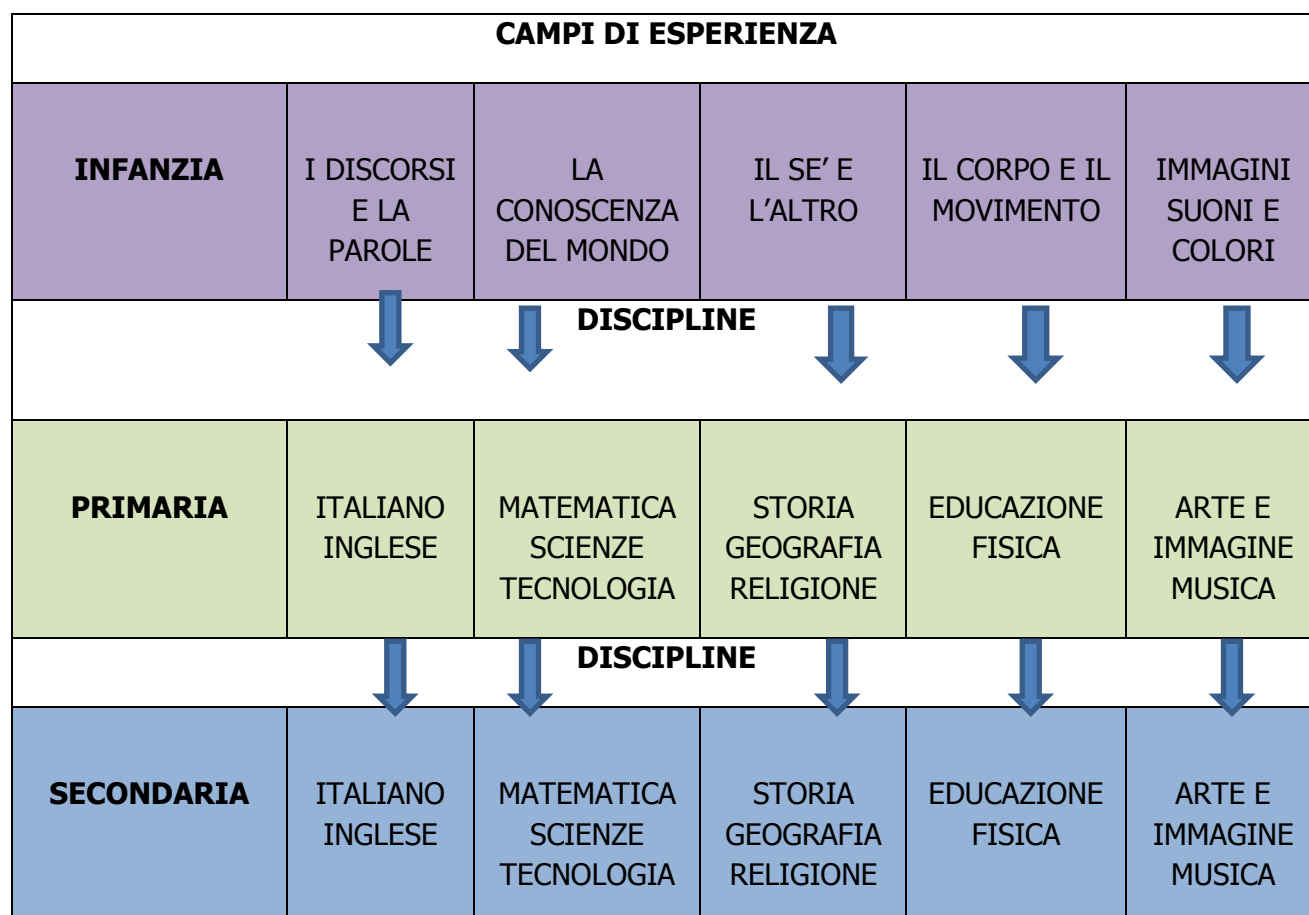 CAMPI DI ESPERIENZA
INFANZIA
I DISCORSI
E LA
PAROLE
LA
CONOSCENZA
DEL MONDO
IL SE’ E
L’ALTRO
IL CORPO E IL
MOVIMENTO
IMMAGINI
SUONI E
COLORI
DISCIPLINE
PRIMARIA
ITALIANO
INGLESE
MATEMATICA
SCIENZE
TECNOLOGIA
STORIA
GEOGRAFIA
RELIGIONE
EDUCAZIONE
FISICA
ARTE E
IMMAGINE
MUSICA
DISCIPLINE
SECONDARIA
ITALIANO
INGLESE
MATEMATICA
SCIENZE
TECNOLOGIA
STORIA
GEOGRAFIA
RELIGIONE
EDUCAZIONE
FISICA
ARTE E
IMMAGINE
MUSICA